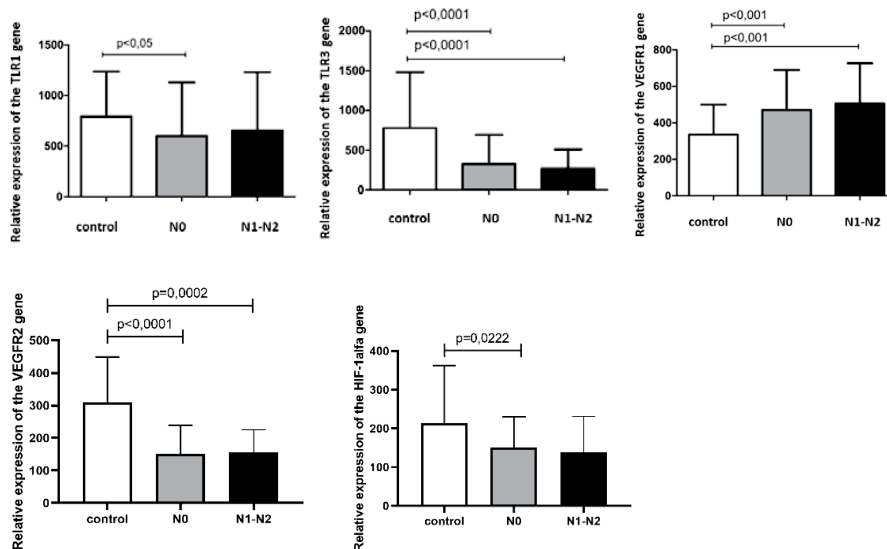 Relative expression of the TLR1 gene
p<0,05
1500
1000
500
0
control N0 N1-N2
Relative expression of the TLR3 gene
p<0,0001
p<0,0001
2000
1500
1000
500
0
control N0 N1-N2
Relative expression of the VEGFR1 gene
p<0,001
p<0,001
800
600
400
200
0
control N0 N1-N2
Relative expression of the VEGFR2 gene
p=0,0002
p<0,0001
500
400
300
200
100
0
control N0 N1-N2
Relative expression of the HIF-1alfa gene
p=0,0222
400
300
200
100
0
control N0 N1-N2